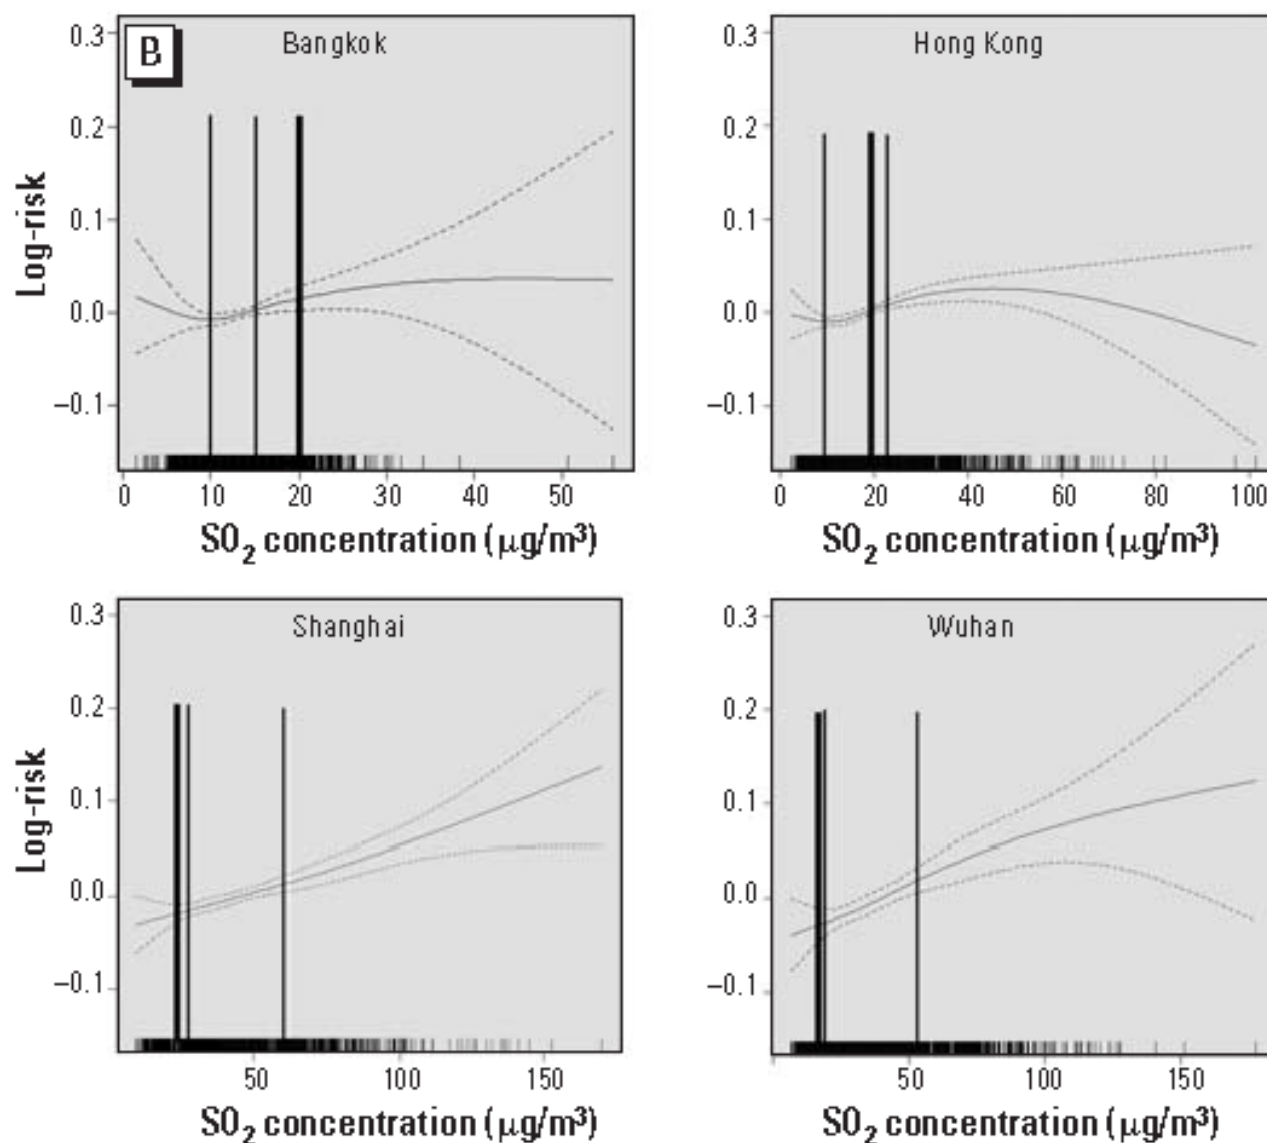 B
Bangkok
0.3
0.2
0.1
0.0
–0.1
Log-risk
0 10 20 30 40 50
SO₂ concentration (μg/m³)
Hong Kong
0.3
0.2
0.1
0.0
–0.1
0 20 40 60 80 100
SO₂ concentration (μg/m³)
Shanghai
0.3
0.2
0.1
0.0
–0.1
Log-risk
50 100 150
SO₂ concentration (μg/m³)
Wuhan
0.3
0.2
0.1
0.0
–0.1
50 100 150
SO₂ concentration (μg/m³)